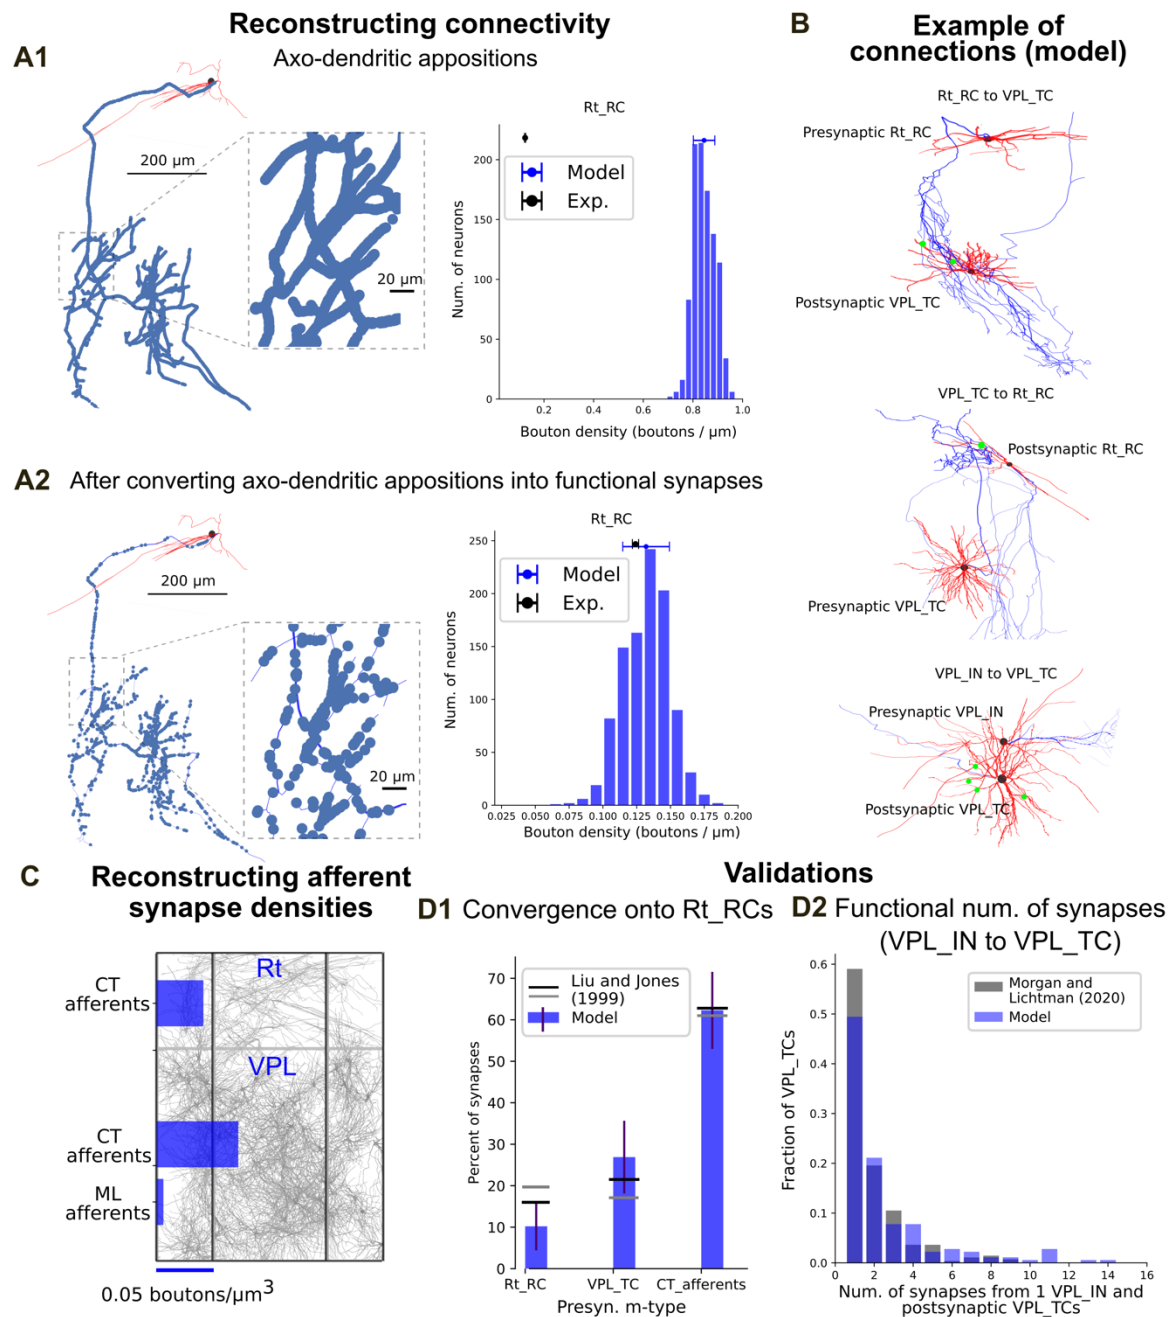 Reconstructing connectivity
A1
Axo-dendritic appositions
200 µm
20 µm
Rt_RC
Model
Exp.
Num. of neurons
200
150
100
50
0
0.2
0.4
0.6
0.8
1.0
Bouton density (boutons / µm)
A2
After converting axo-dendritic appositions into functional synapses
200 µm
20 µm
Rt_RC
Model
Exp.
Num. of neurons
250
200
150
100
50
0
0.025
0.050
0.075
0.100
0.125
0.150
0.175
0.200
Bouton density (boutons / µm)
B
Example of
connections (model)
Rt_RC to VPL_TC
Presynaptic Rt_RC
Postsynaptic VPL_TC
VPL_TC to Rt_RC
Postsynaptic Rt_RC
Presynaptic VPL_TC
VPL_IN to VPL_TC
Presynaptic VPL_IN
Postsynaptic VPL_TC
C
Reconstructing afferent
synapse densities
Rt
VPL
CT
afferents
CT
afferents
ML
afferents
0.05 boutons/µm3
Validations
D1
Convergence onto Rt_RCs
Liu and Jones
(1999)
Model
Percent of synapses
70
60
50
40
30
20
10
0
Rt_RC
VPL_TC
CT_afferents
Presyn. m-type
D2
Functional num. of synapses
(VPL_IN to VPL_TC)
Morgan and
Lichtman (2020)
Model
Fraction of VPL_TCs
0.6
0.5
0.4
0.3
0.2
0.1
0.0
2
4
6
8
10
12
14
16
Num. of synapses from 1 VPL_IN and
postsynaptic VPL_TCs